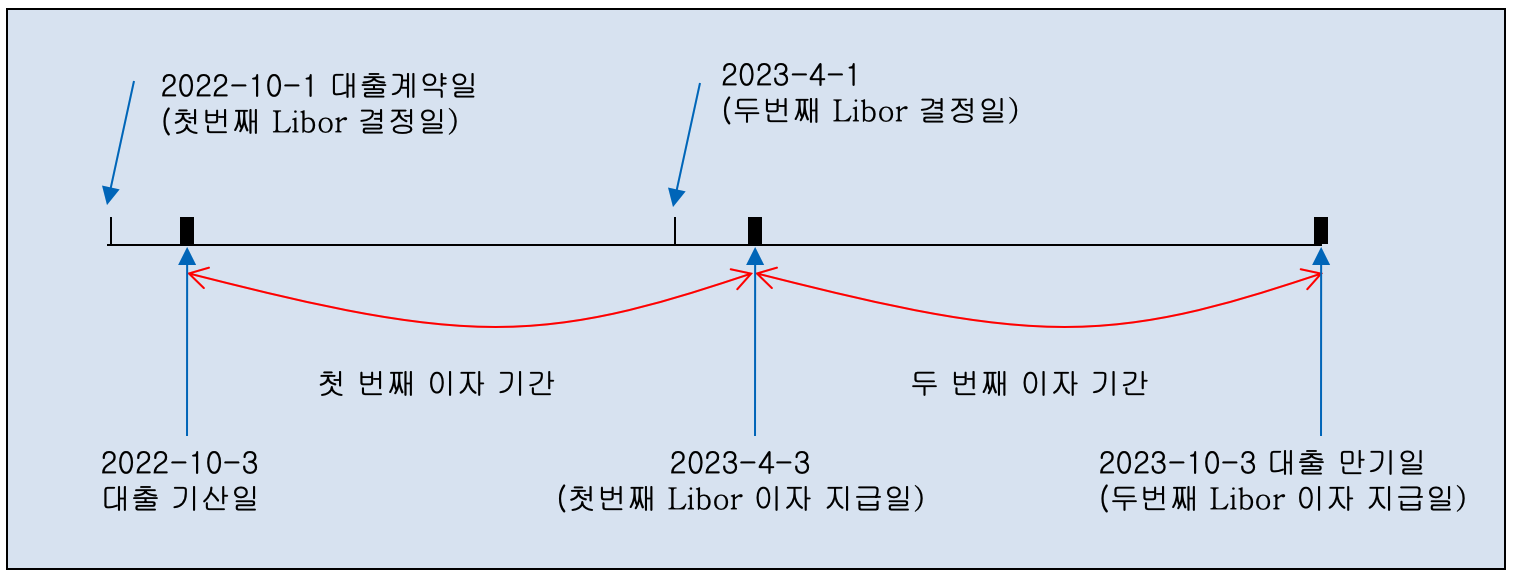 2022-10-1 대출계약일
(첫번째 Libor 결정일)
2023-4-1
(두번째 Libor 결정일)
첫 번째 이자 기간
두 번째 이자 기간
2022-10-3
대출 기산일
2023-4-3
(첫번째 Libor 이자 지급일)
2023-10-3 대출 만기일
(두번째 Libor 이자 지급일)